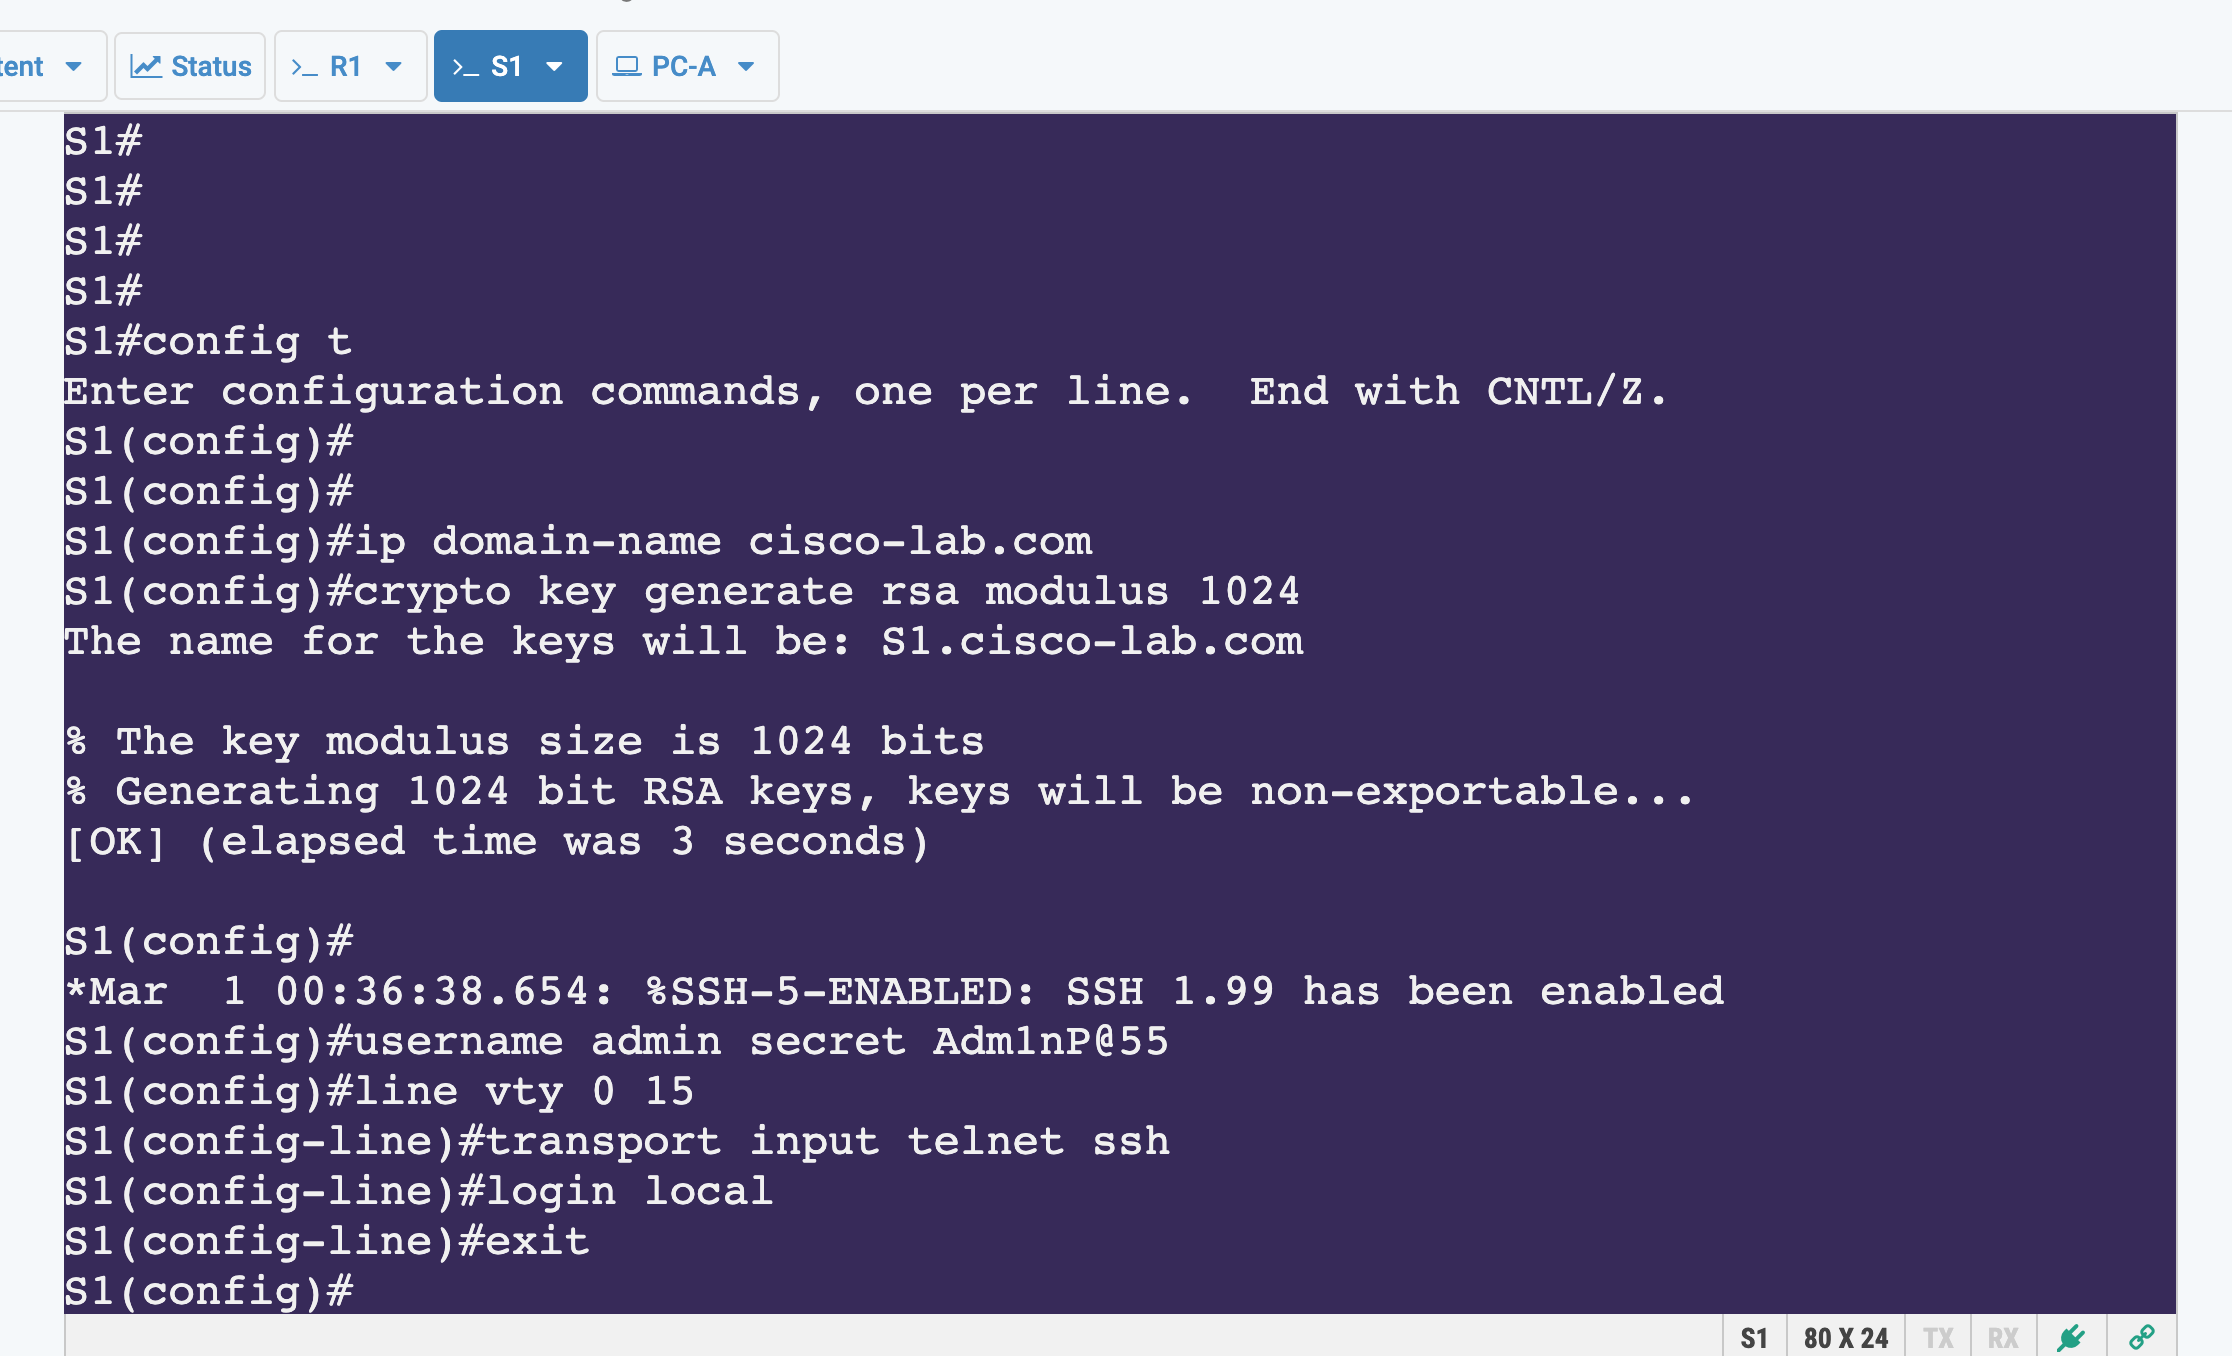 tent
Status
>_ R1
>_ S1
PC-A
S1#
S1#
S1#
S1#
S1#config t
Enter configuration commands, one per line.  End with CNTL/Z.
S1(config)#
S1(config)#
S1(config)#ip domain-name cisco-lab.com
S1(config)#crypto key generate rsa modulus 1024
The name for the keys will be: S1.cisco-lab.com
% The key modulus size is 1024 bits
% Generating 1024 bit RSA keys, keys will be non-exportable...
[OK] (elapsed time was 3 seconds)
S1(config)#
*Mar  1 00:36:38.654: %SSH-5-ENABLED: SSH 1.99 has been enabled
S1(config)#username admin secret Adm1nP@55
S1(config)#line vty 0 15
S1(config-line)#transport input telnet ssh
S1(config-line)#login local
S1(config-line)#exit
S1(config)#
S1
80 X 24
TX
RX